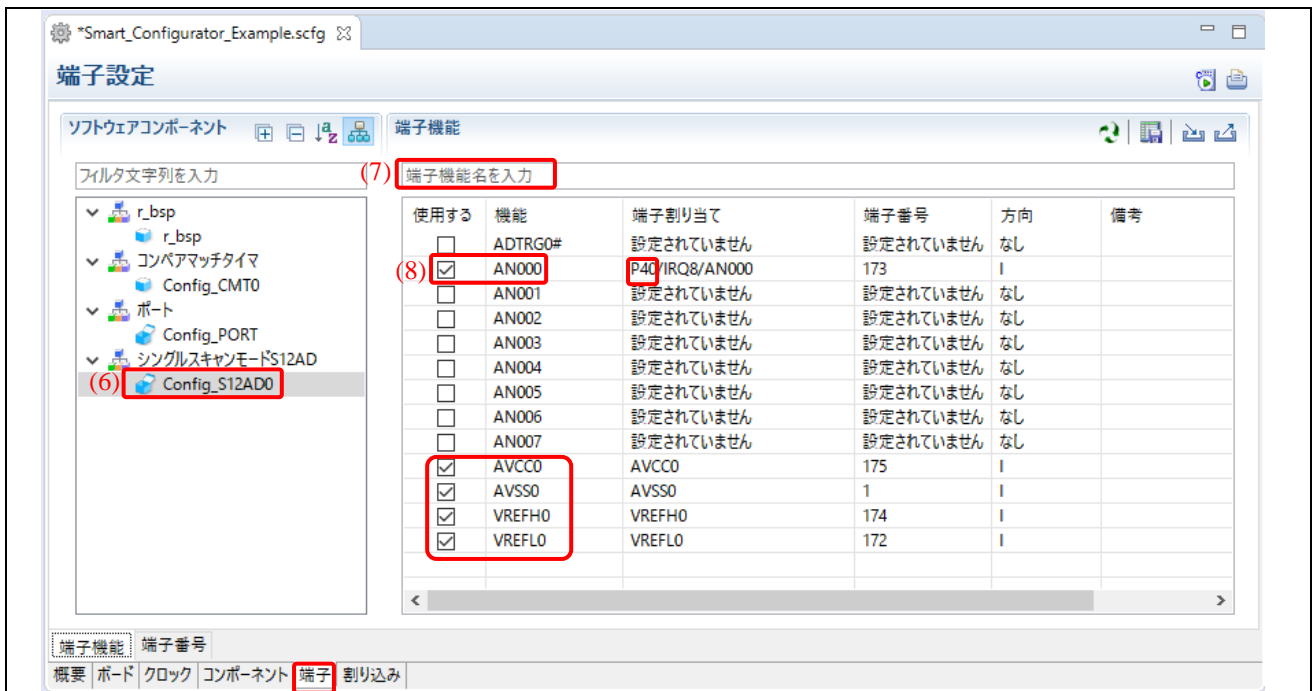 *Smart_Configurator_Example.scfg
端子設定
ソフトウェアコンポーネント
端子機能
フィルタ文字列を入力
(7) 端子機能名を入力
r_bsp
r_bsp
コンペアマッチタイマ
Config_CMT0
ポート
Config_PORT
シングルスキャンモードS12AD
(6) Config_S12AD0
使用する 機能 端子割り当て 端子番号 方向 備考
ADTRG0# 設定されていません 設定されていません なし
(8) AN000 P40/IRQ8/AN000 173 I
AN001 設定されていません 設定されていません なし
AN002 設定されていません 設定されていません なし
AN003 設定されていません 設定されていません なし
AN004 設定されていません 設定されていません なし
AN005 設定されていません 設定されていません なし
AN006 設定されていません 設定されていません なし
AN007 設定されていません 設定されていません なし
AVCC0 AVCC0 175 I
AVSS0 AVSS0 1 I
VREFH0 VREFH0 174 I
VREFL0 VREFL0 172 I
端子機能 端子番号
概要 ボード クロック コンポーネント 端子 割り込み